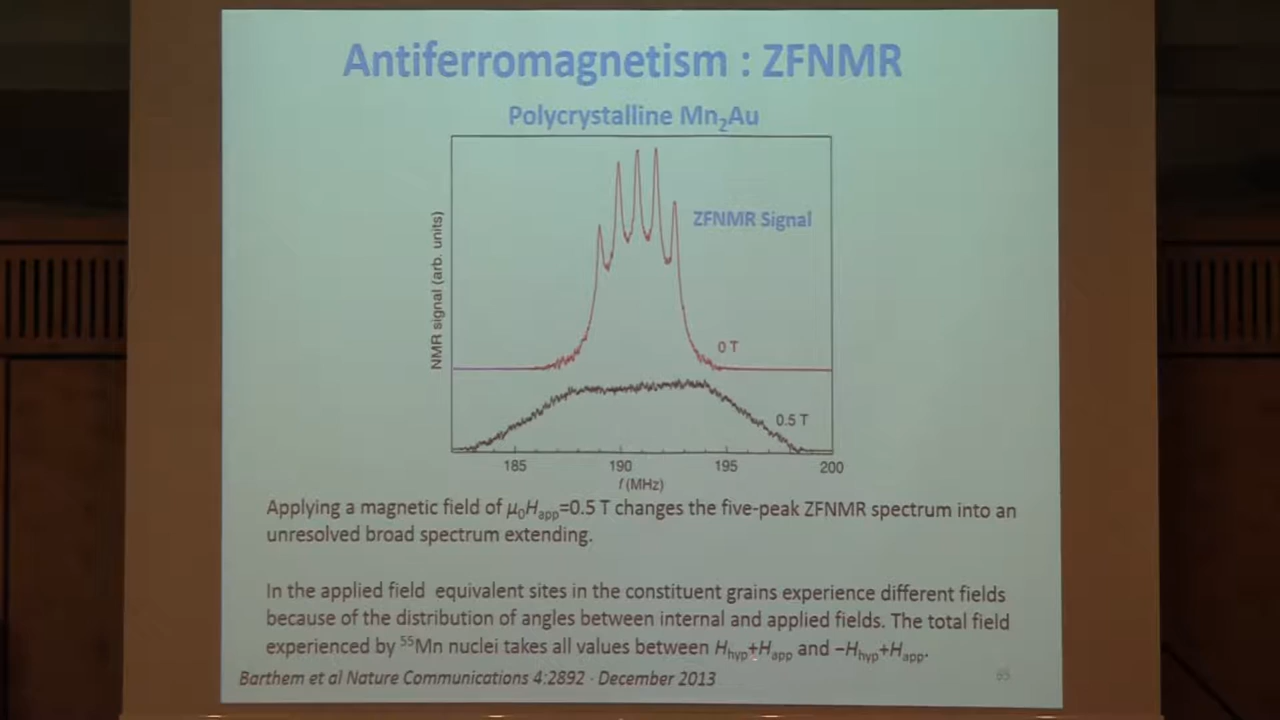 Antiferromagnetism : ZFNMR
Polycrystalline Mn₂Au
NMR signal (arb. units)
ZFNMR Signal
0 T
0.5 T
185 190 195 200
f (MHz)
Applying a magnetic field of μ₀Happ=0.5 T changes the five-peak ZFNMR spectrum into an
unresolved broad spectrum extending.
In the applied field equivalent sites in the constituent grains experience different fields
because of the distribution of angles between internal and applied fields. The total field
experienced by ⁵⁵Mn nuclei takes all values between Hhyp+Happ and –Hhyp+Happ.
Barthem et al Nature Communications 4:2892 · December 2013